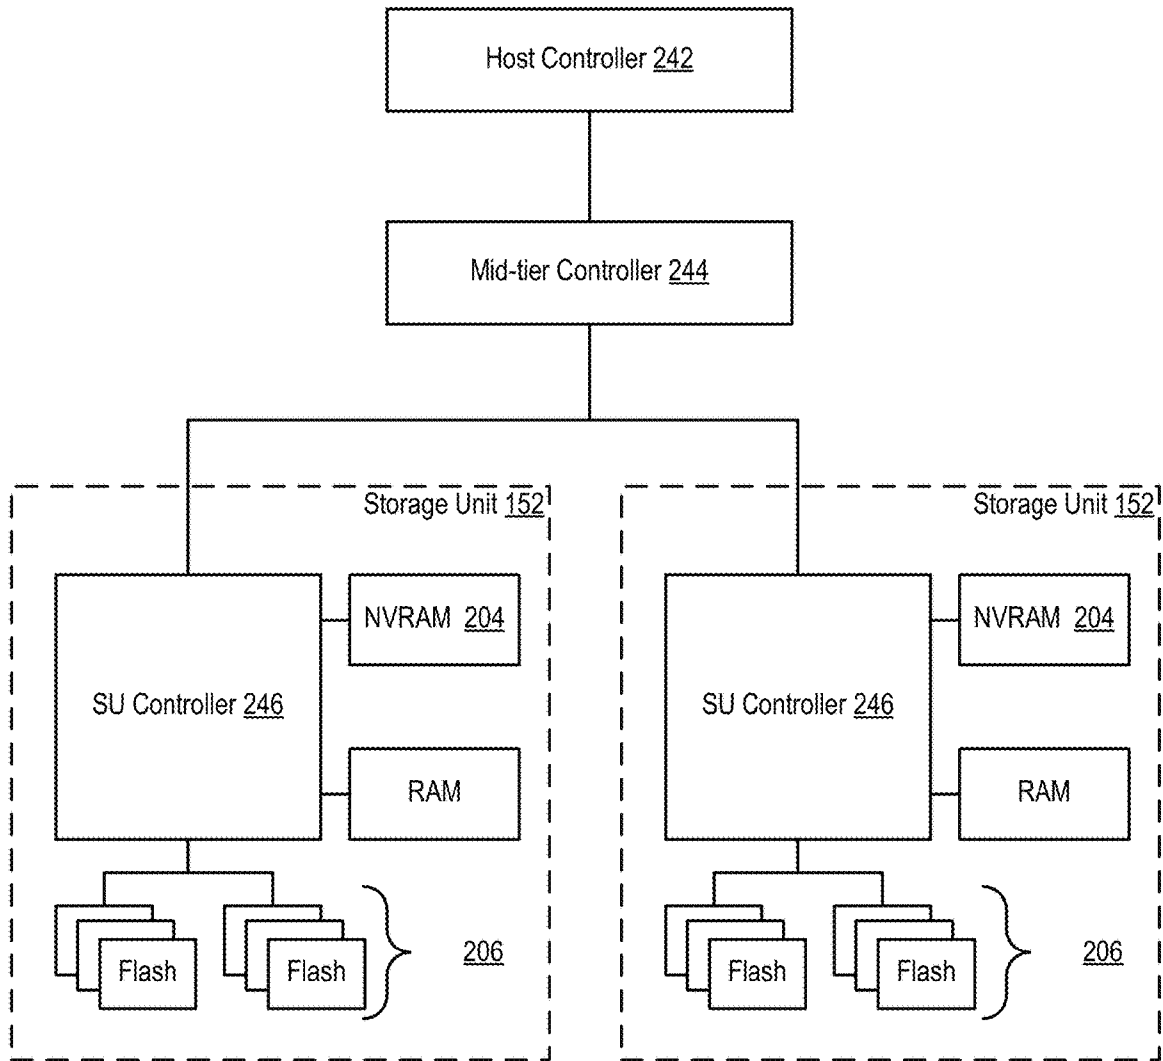 Host Controller 242
Mid-tier Controller 244
Storage Unit 152
NVRAM 204
SU Controller 246
RAM
Flash
Flash
206
Storage Unit 152
NVRAM 204
SU Controller 246
RAM
Flash
Flash
206